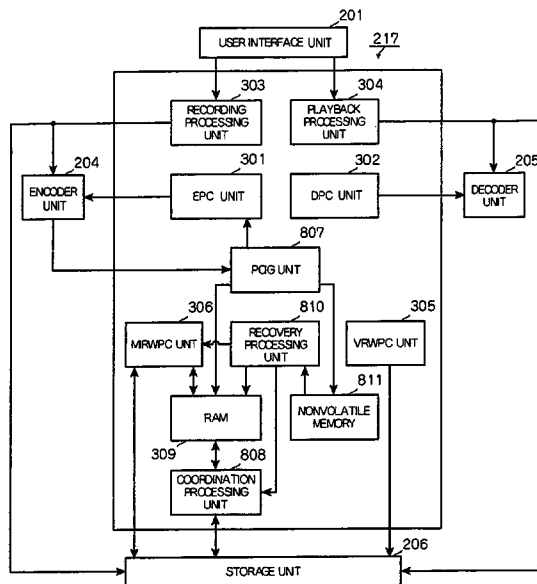 201
USER INTERFACE UNIT
217
303
304
RECORDING
PROCESSING
UNIT
PLAYBACK
PROCESSING
UNIT
204
301
302
205
ENCODER
UNIT
EPC UNIT
DPC UNIT
DECODER
UNIT
807
PQIG UNIT
306
810
305
MIRWPC UNIT
RECOVERY
PROCESSING
UNIT
VRWPC UNIT
811
RAM
NONVOLATILE
MEMORY
309
808
COORDINATION
PROCESSING
UNIT
206
STORAGE UNIT